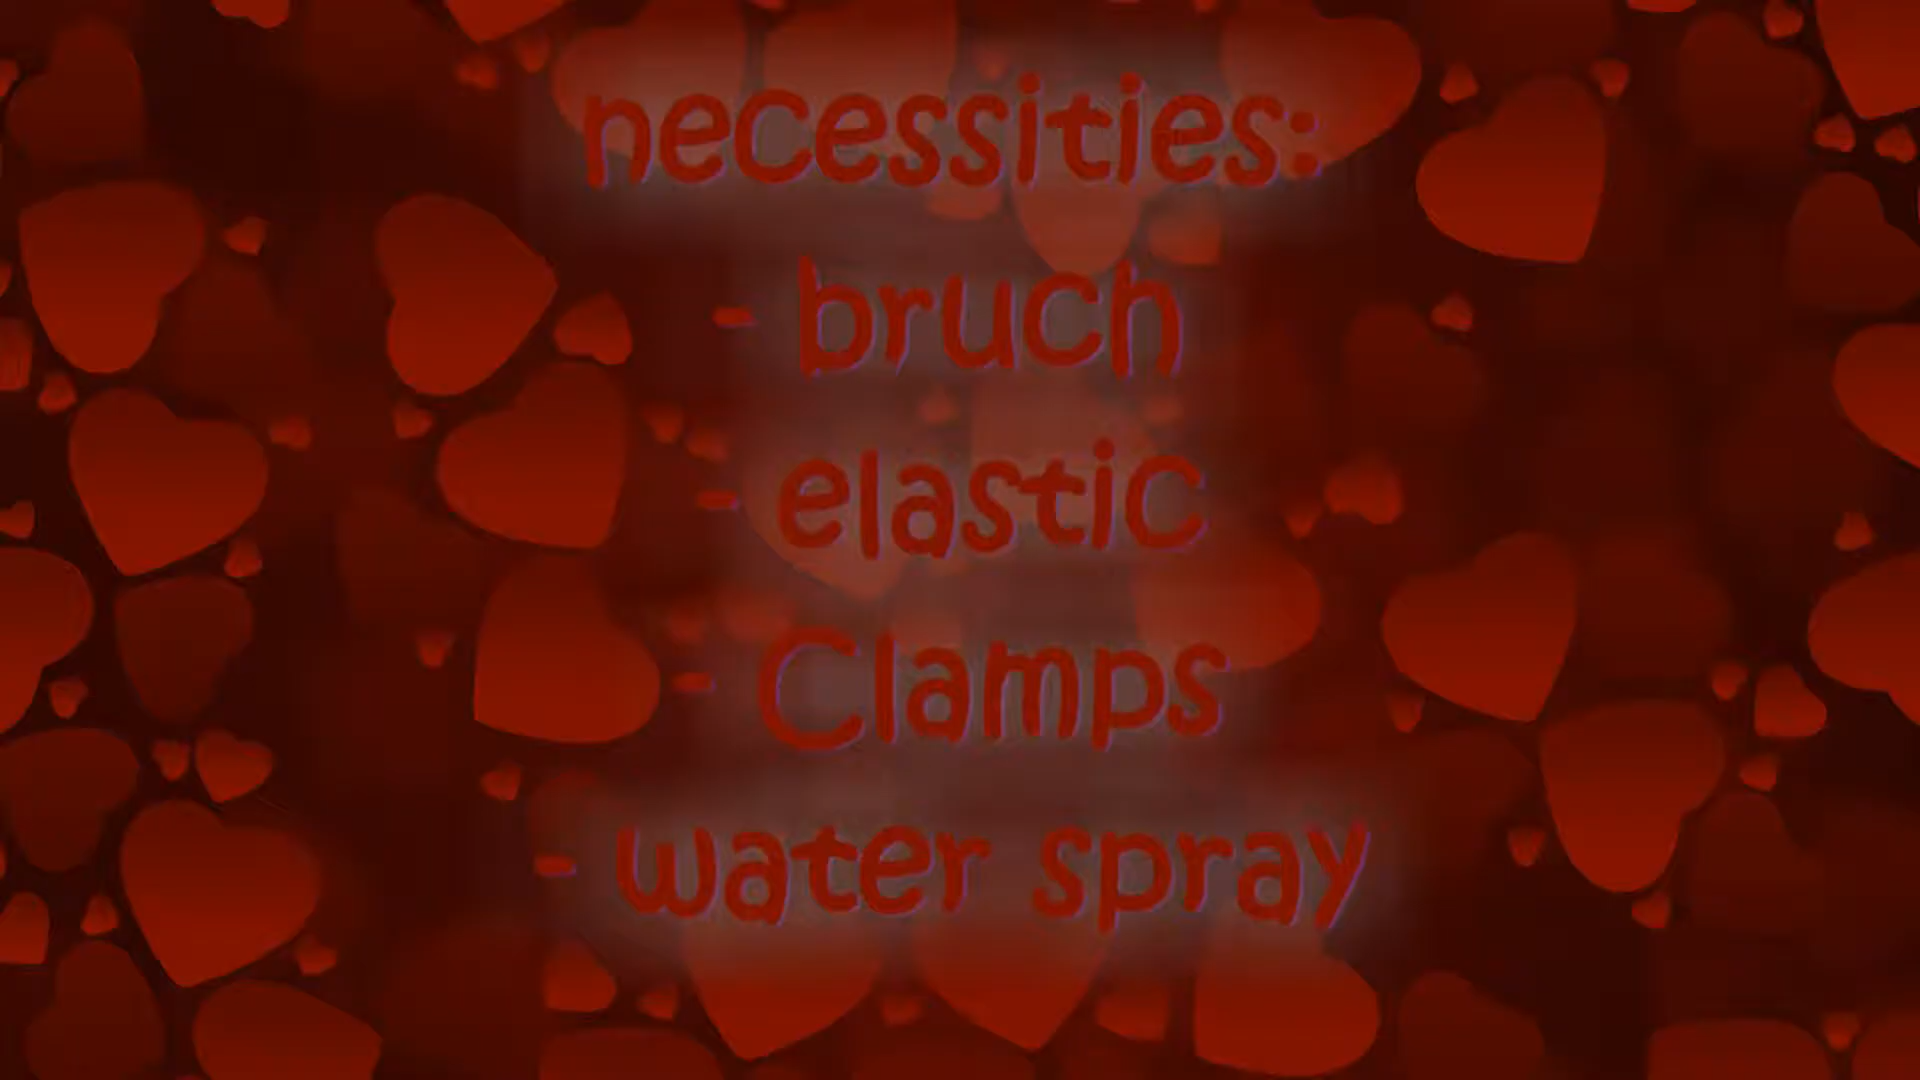 necessities:
- bruch
- elastic
- Clamps
- water spray